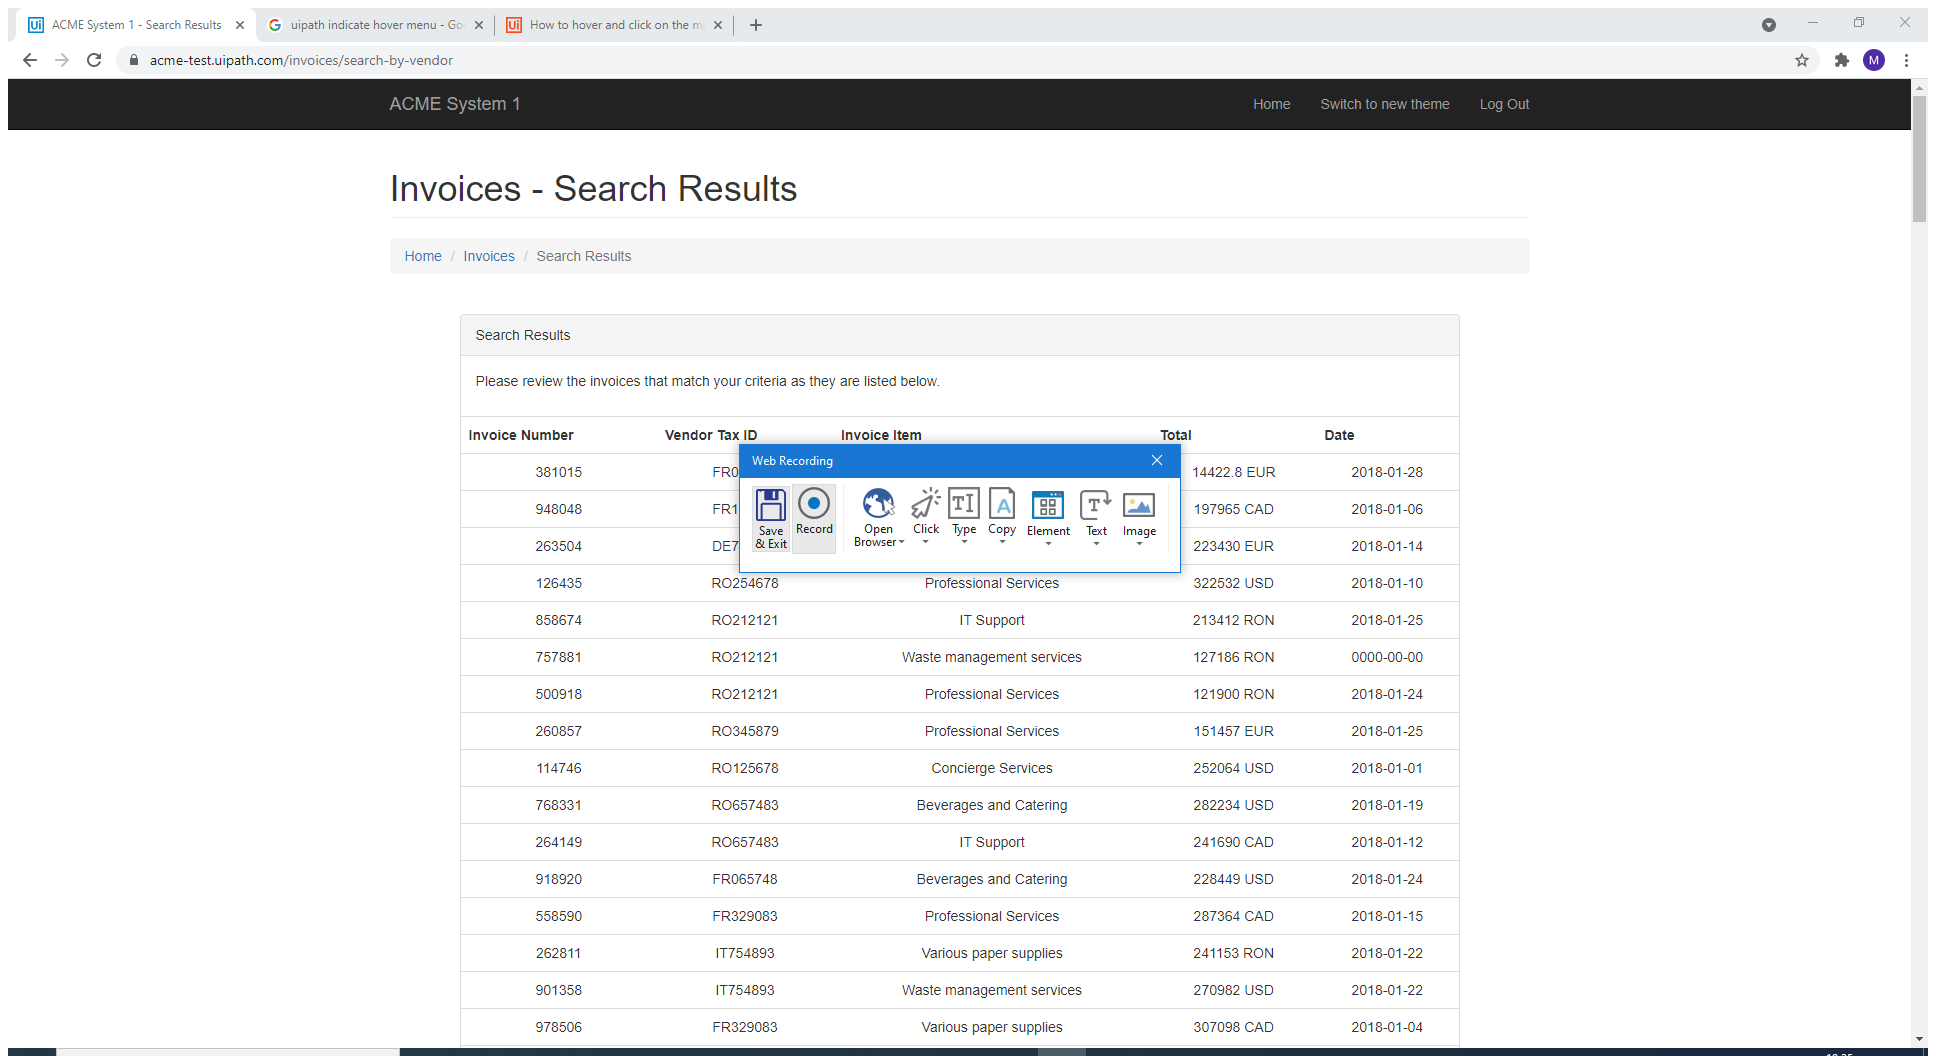 ACME System 1 - Search Results
uipath indicate hover menu - Go
How to hover and click on the m
acme-test.uipath.com/invoices/search-by-vendor
M
ACME System 1
Home Switch to new theme Log Out
Invoices - Search Results
Home / Invoices / Search Results
Search Results
Please review the invoices that match your criteria as they are listed below.
Invoice Number Vendor Tax ID Invoice Item Total Date
381015 FR0 14422.8 EUR 2018-01-28
948048 FR1 197965 CAD 2018-01-06
263504 DE7 223430 EUR 2018-01-14
Web Recording
Save & Exit
Record
Open Browser
Click
Type
Copy
Element
Text
Image
126435 RO254678 Professional Services 322532 USD 2018-01-10
858674 RO212121 IT Support 213412 RON 2018-01-25
757881 RO212121 Waste management services 127186 RON 0000-00-00
500918 RO212121 Professional Services 121900 RON 2018-01-24
260857 RO345879 Professional Services 151457 EUR 2018-01-25
114746 RO125678 Concierge Services 252064 USD 2018-01-01
768331 RO657483 Beverages and Catering 282234 USD 2018-01-19
264149 RO657483 IT Support 241690 CAD 2018-01-12
918920 FR065748 Beverages and Catering 228449 USD 2018-01-24
558590 FR329083 Professional Services 287364 CAD 2018-01-15
262811 IT754893 Various paper supplies 241153 RON 2018-01-22
901358 IT754893 Waste management services 270982 USD 2018-01-22
978506 FR329083 Various paper supplies 307098 CAD 2018-01-04